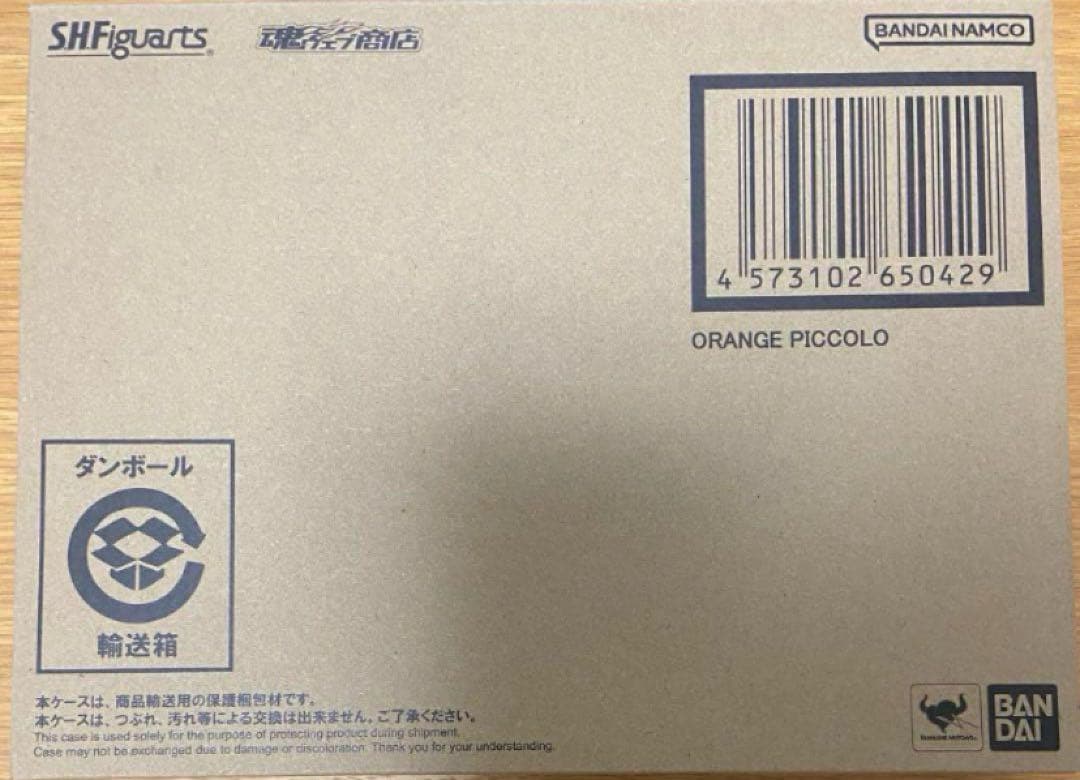 S.H.Figuarts
魂ウェブ商店
BANDAI NAMCO
4 573102 650429
ORANGE PICCOLO
ダンボール
輸送箱
本ケースは、商品輸送用の保護梱包材です。
本ケースは、つぶれ、汚れ等による交換は出来ません。ご了承ください。
This case is used solely for the purpose of protecting product during shipment.
Case may not be exchanged due to damage or discoloration. Thank you for your understanding.
BAN
DAI